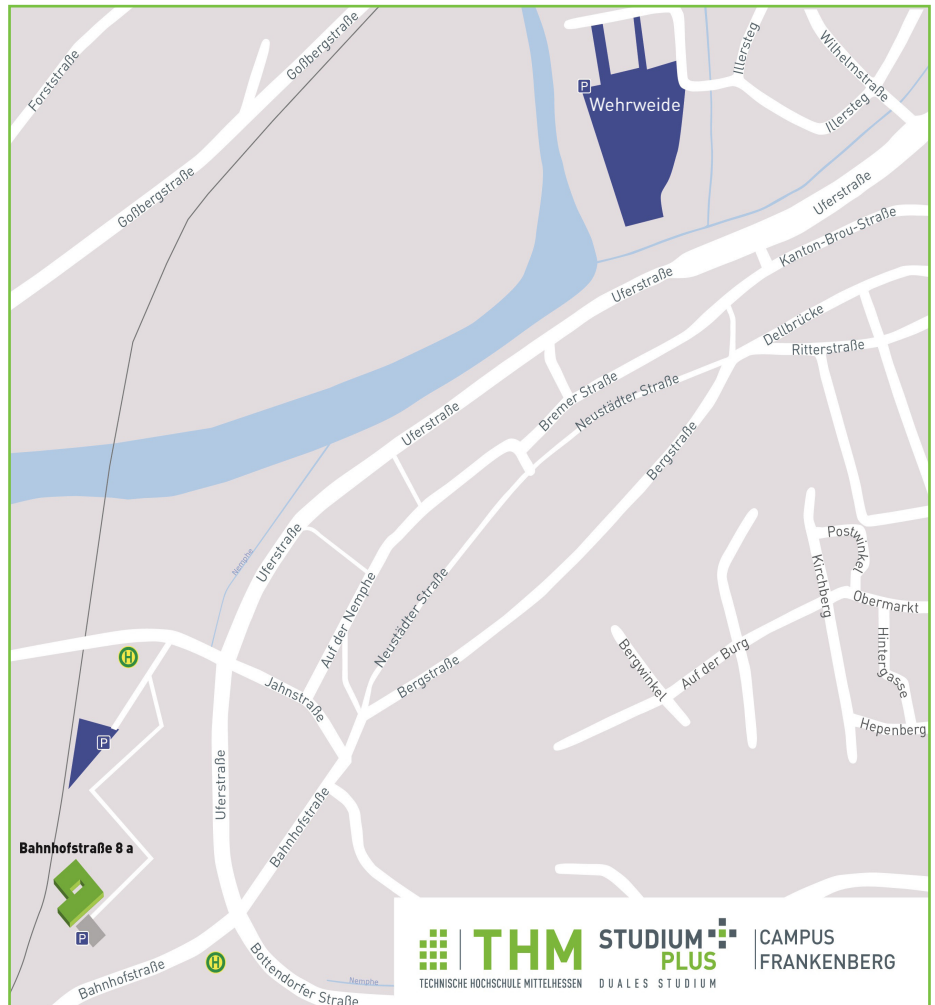 Forststraße
Goßbergstraße
Goßbergstraße
P
Wehrweide
Illersteg
Wilhelmstraße
Illersteg
Uferstraße
Kanton-Brou-Straße
Uferstraße
Dellbrücke
Ritterstraße
Bremer Straße
Neustädter Straße
Uferstraße
Bergstraße
Uferstraße
Nemphe
Auf der Nemphe
Neustädter Straße
Postwinkel
Kirchberg
Obermarkt
Hintergasse
Bergwinkel
Auf der Burg
Hepenberg
H
Jahnstraße
Bergstraße
P
Uferstraße
Bahnhofstraße
Bahnhofstraße 8 a
P
Bahnhofstraße
H
Bottendorfer Straße
Nemphe
THM
TECHNISCHE HOCHSCHULE MITTELHESSEN
STUDIUM
PLUS
DUALES STUDIUM
CAMPUS
FRANKENBERG